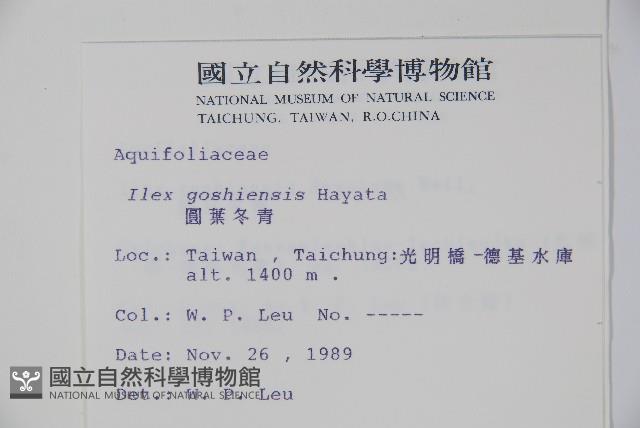 國立自然科學博物館
NATIONAL MUSEUM OF NATURAL SCIENCE
TAICHUNG, TAIWAN, R.O.CHINA
Aquifoliaceae
Ilex goshiensis Hayata
圓葉冬青
Loc.: Taiwan , Taichung:光明橋-德基水庫
alt. 1400 m .
Col.: W. P. Leu No. -----
Date: Nov. 26 , 1989
Det.: W. P. Leu
國立自然科學博物館
NATIONAL MUSEUM OF NATURAL SCIENCE